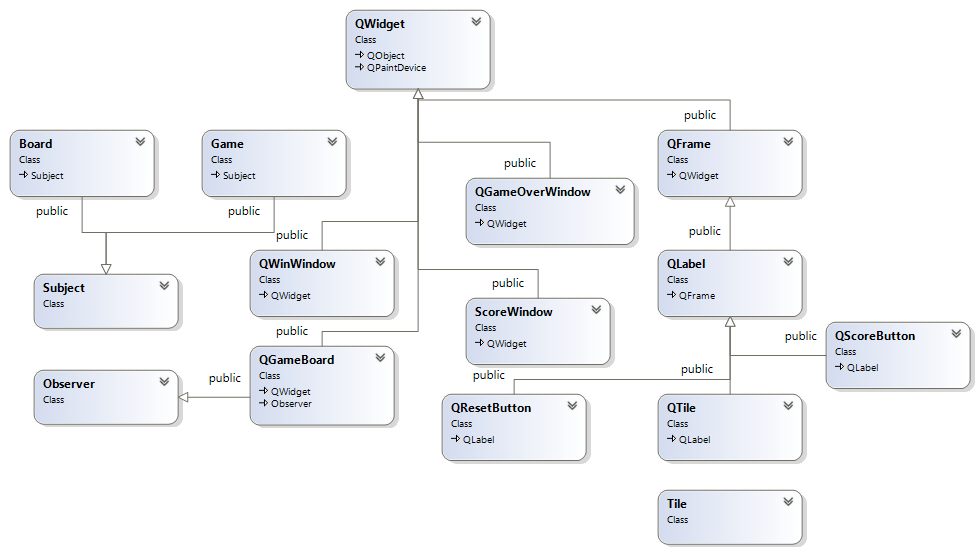 QWidget
Class
QObject
QPaintDevice
public
Board
Class
Subject
Game
Class
Subject
QFrame
Class
QWidget
public
QGameOverWindow
Class
QWidget
public
public
public
QWinWindow
Class
QWidget
public
QLabel
Class
QFrame
Subject
Class
public
ScoreWindow
Class
QWidget
public
QScoreButton
Class
QLabel
public
QGameBoard
Class
QWidget
Observer
public
Observer
Class
public
public
QResetButton
Class
QLabel
QTile
Class
QLabel
Tile
Class